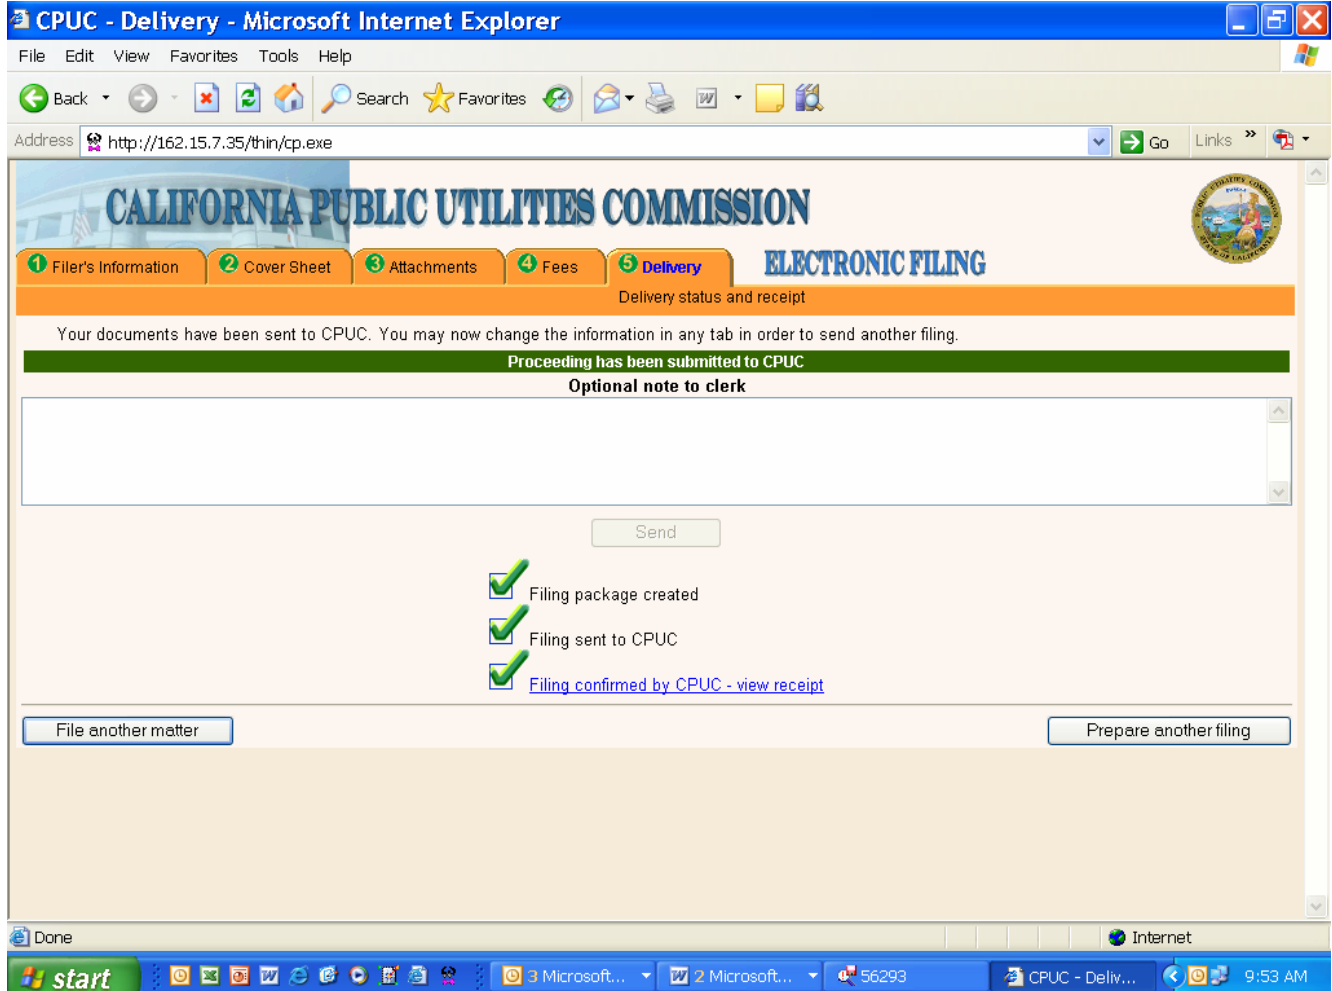 CPUC - Delivery - Microsoft Internet Explorer
File Edit View Favorites Tools Help
Back Search Favorites
Address http://162.15.7.35/thin/cp.exe Go Links »
CALIFORNIA PUBLIC UTILITIES COMMISSION
1 Filer's Information 2 Cover Sheet 3 Attachments 4 Fees 5 Delivery ELECTRONIC FILING
Delivery status and receipt
Your documents have been sent to CPUC. You may now change the information in any tab in order to send another filing.
Proceeding has been submitted to CPUC
Optional note to clerk
Send
Filing package created
Filing sent to CPUC
Filing confirmed by CPUC - view receipt
File another matter Prepare another filing
Done Internet
start 3 Microsoft... 2 Microsoft... 56293 CPUC - Deliv... 9:53 AM